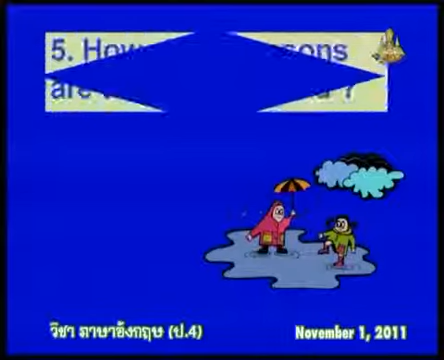 5. How
are ?
วิชา ภาษาอังกฤษ (ป.4)
November 1, 2011